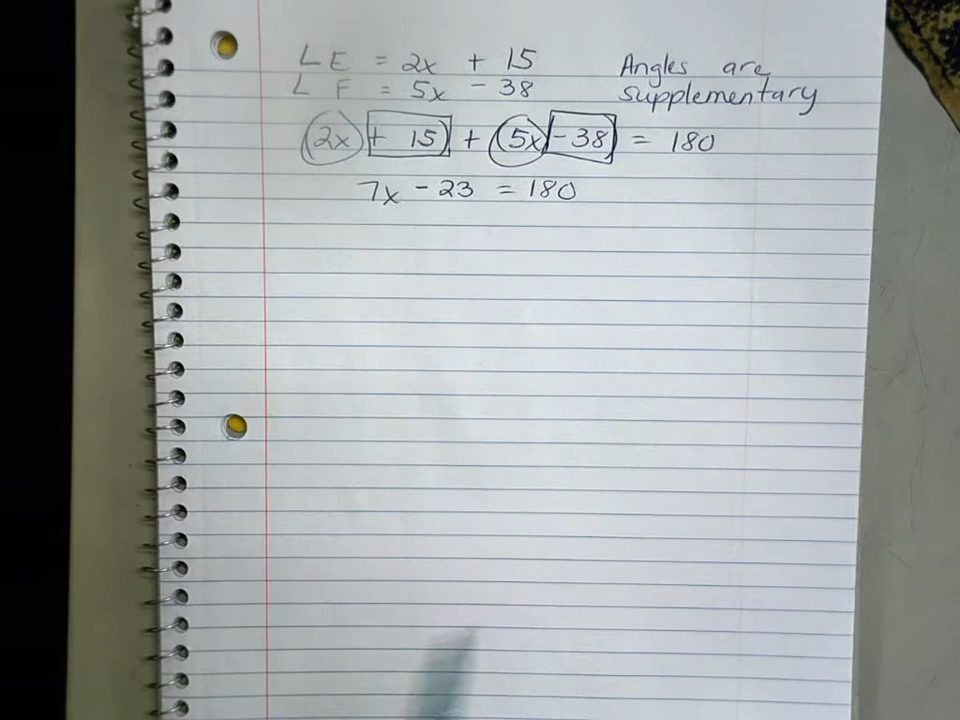 ∠ E = 2x + 15 Angles are
∠ F = 5x - 38 supplementary
(2x + 15) + (5x - 38) = 180
7x - 23 = 180